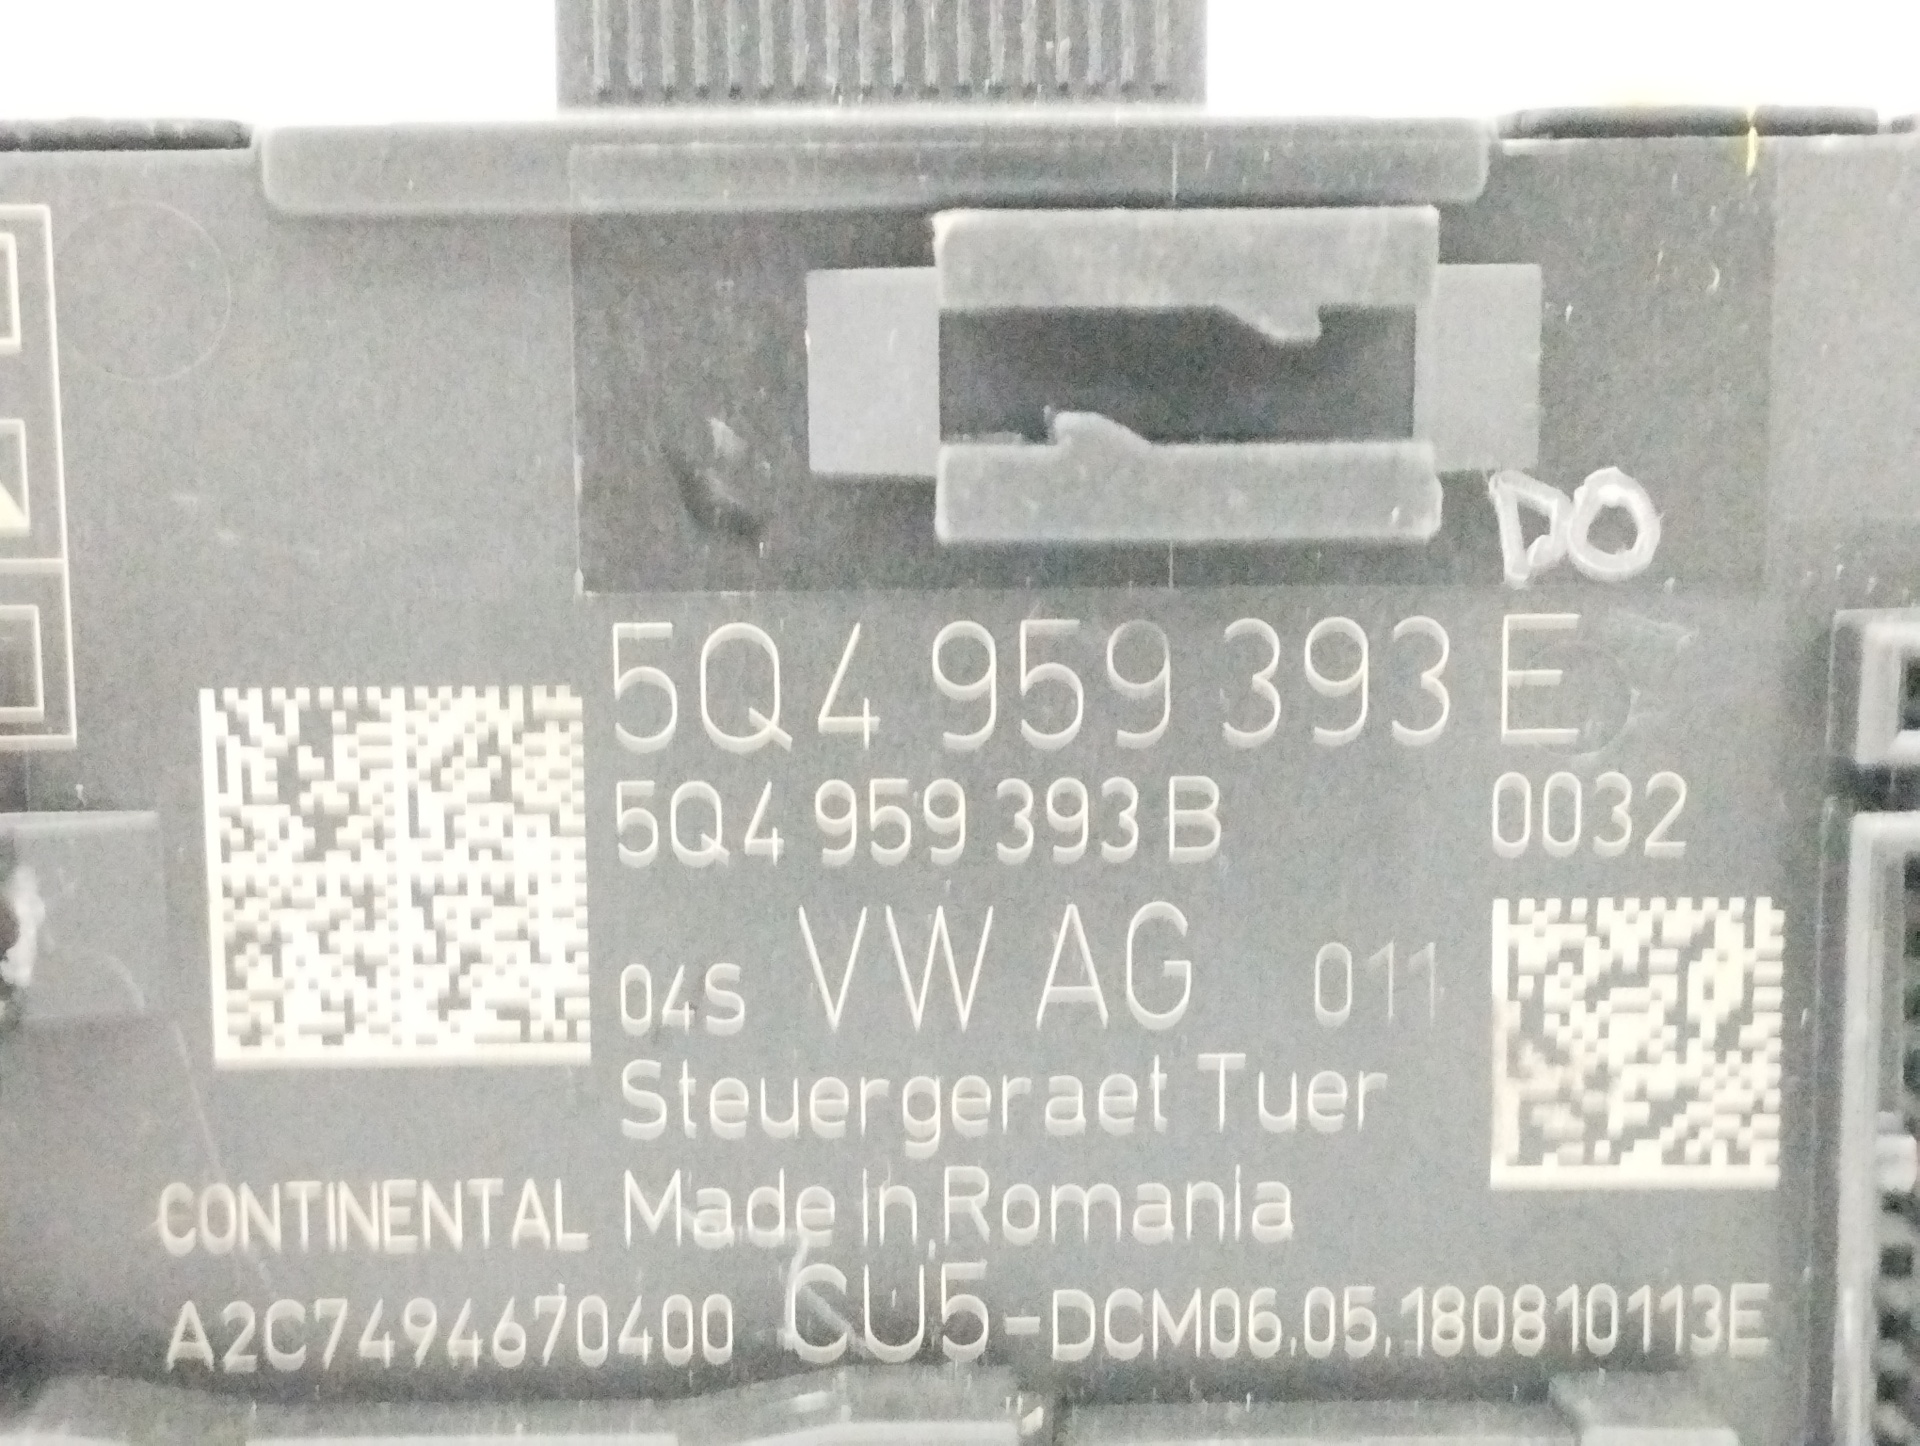 DO
5Q4 959 393 E
5Q4 959 393 B 0032
04S VW AG 011
Steuergeraet Tuer
CONTINENTAL Made in Romania
A2C7494670400 CU5-DCM06.05.180810113E